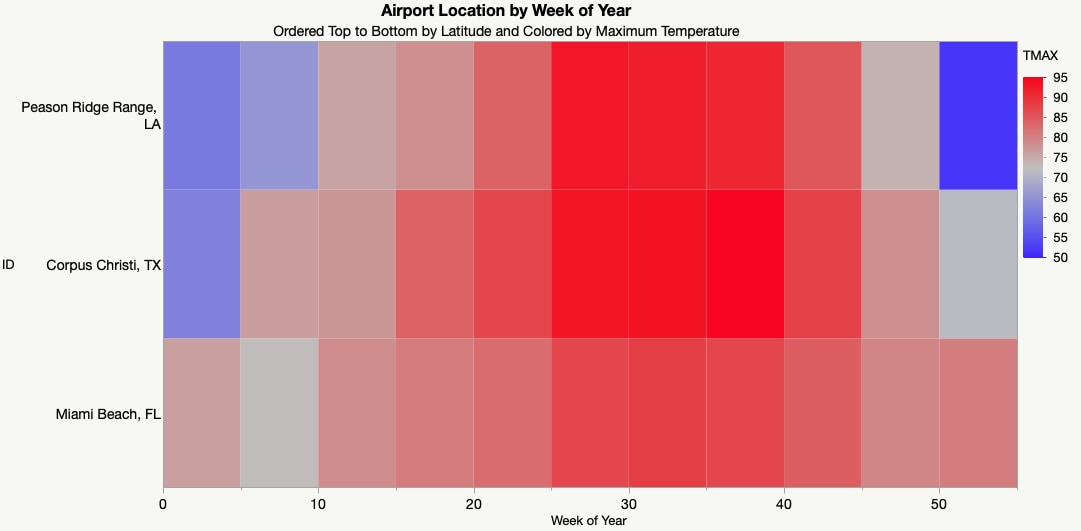 Airport Location by Week of Year
Ordered Top to Bottom by Latitude and Colored by Maximum Temperature
TMAX
95
90
85
80
75
70
65
60
55
50
Peason Ridge Range,
LA
ID
Corpus Christi, TX
Miami Beach, FL
0 10 20 30 40 50
Week of Year